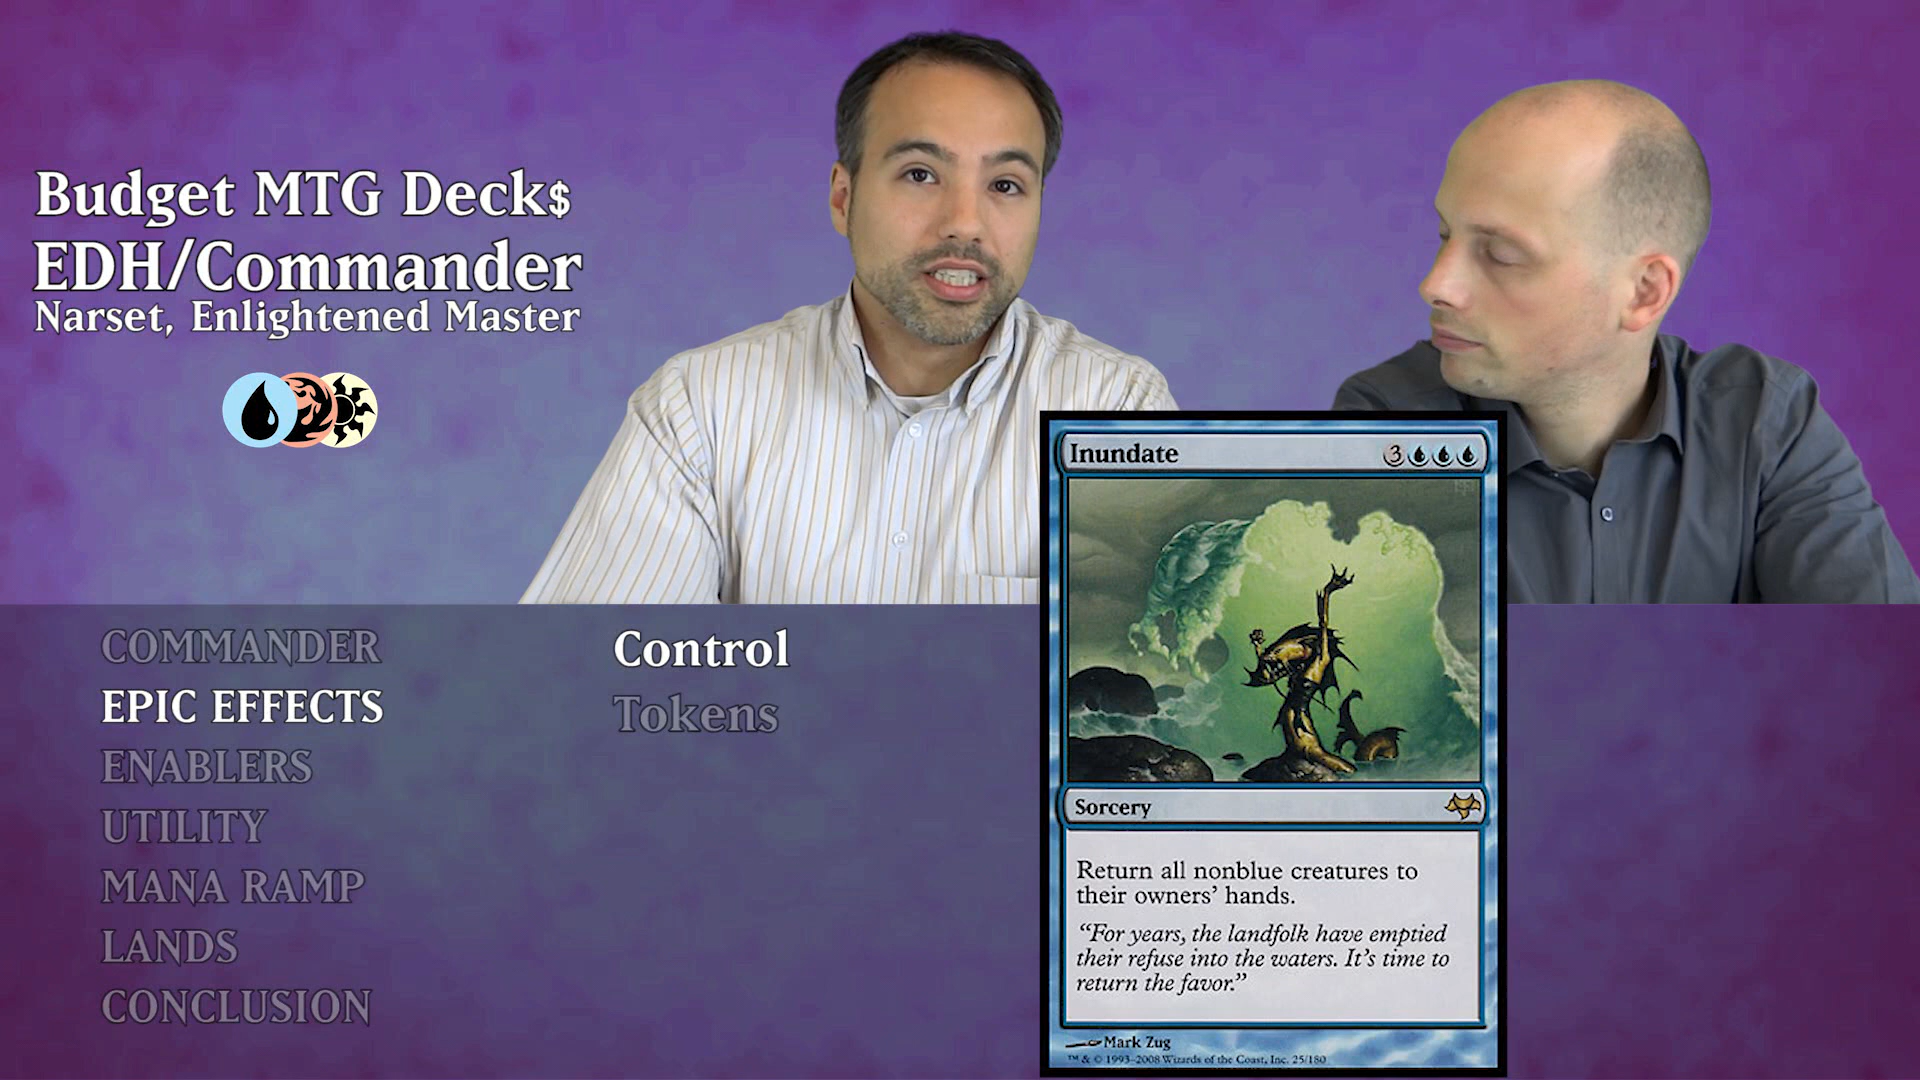 Budget MTG Deck$
EDH/Commander
Narset, Enlightened Master
COMMANDER
EPIC EFFECTS
ENABLERS
UTILITY
MANA RAMP
LANDS
CONCLUSION
Control
Tokens
Inundate
3
Sorcery
Return all nonblue creatures to
their owners' hands.
“For years, the landfolk have emptied
their refuse into the waters. It's time to
return the favor.”
Mark Zug
™ & © 1993–2008 Wizards of the Coast, Inc. 25/180